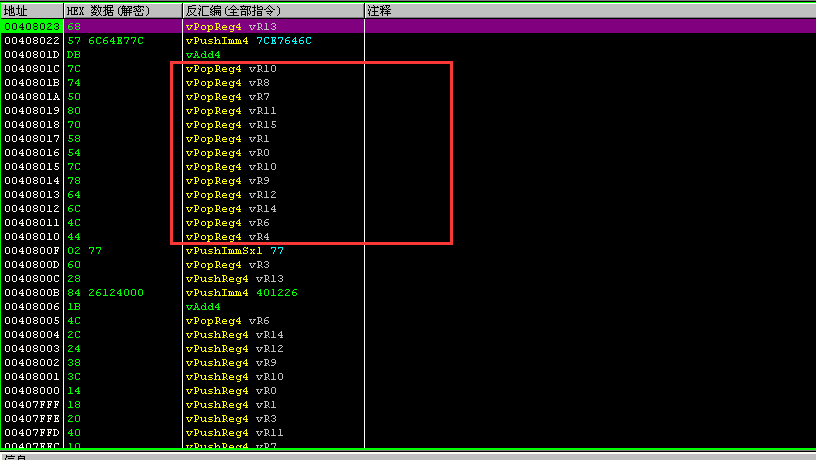 地址 HEX 数据(解密) 反汇编(全部指令) 注释
00408023 68 vPopReg4 vR13
00408022 57 6C64E77C vPushImm4 7CE7646C
0040801D DB vAdd4
0040801C 7C vPopReg4 vR10
0040801B 74 vPopReg4 vR8
0040801A 50 vPopReg4 vR7
00408019 80 vPopReg4 vR11
00408018 70 vPopReg4 vR15
00408017 58 vPopReg4 vR1
00408016 54 vPopReg4 vR0
00408015 7C vPopReg4 vR10
00408014 78 vPopReg4 vR9
00408013 64 vPopReg4 vR12
00408012 6C vPopReg4 vR14
00408011 4C vPopReg4 vR6
00408010 44 vPopReg4 vR4
0040800F 02 77 vPushImmSx1 77
0040800D 60 vPopReg4 vR3
0040800C 28 vPushReg4 vR13
0040800B 84 26124000 vPushImm4 401226
00408006 1B vAdd4
00408005 4C vPopReg4 vR6
00408004 2C vPushReg4 vR14
00408003 24 vPushReg4 vR12
00408002 38 vPushReg4 vR9
00408001 3C vPushReg4 vR10
00408000 14 vPushReg4 vR0
00407FFF 18 vPushReg4 vR1
00407FFE 20 vPushReg4 vR3
00407FFD 40 vPushReg4 vR11
00407FFC 10 vPushReg4 vR7
信息